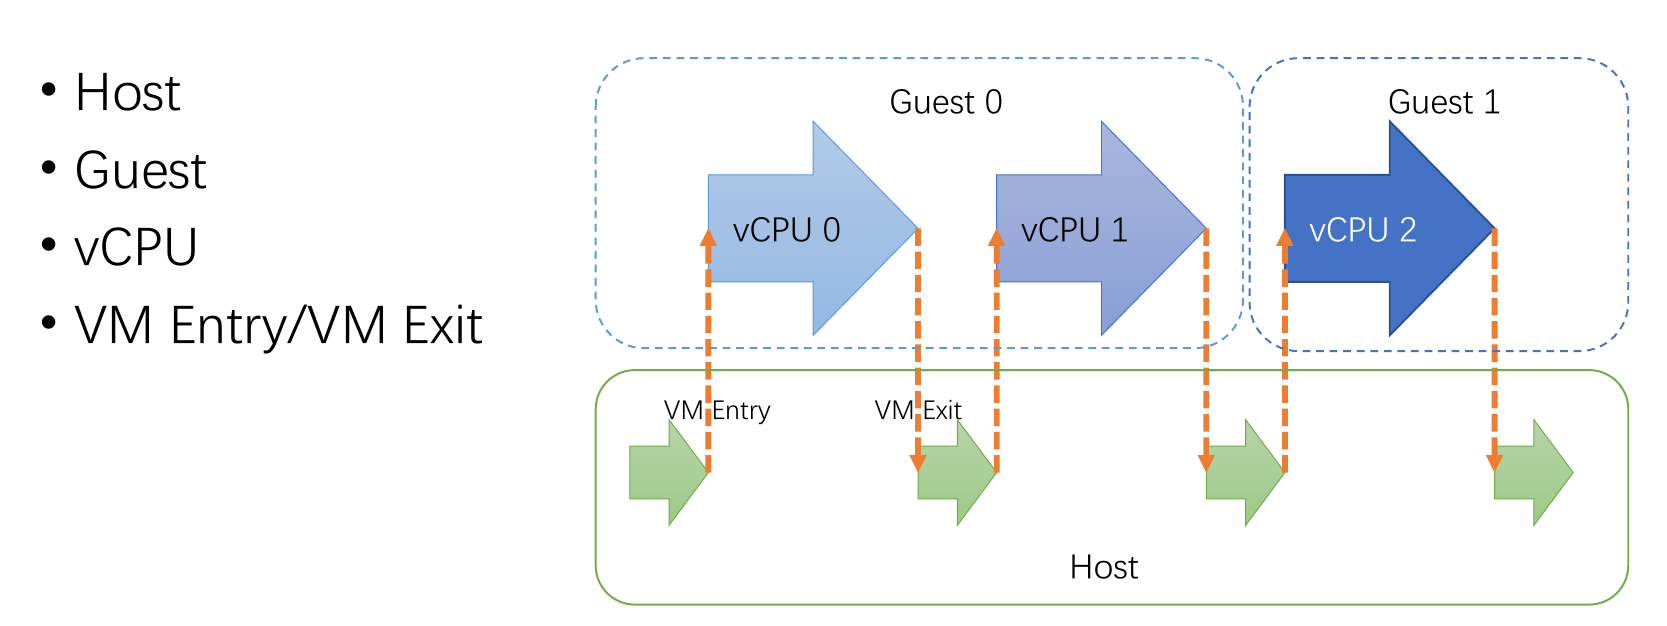 • Host
• Guest
• vCPU
• VM Entry/VM Exit
Guest 0
Guest 1
vCPU 0
vCPU 1
vCPU 2
VM Entry
VM Exit
Host